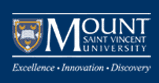 MOUNT
SAINT VINCENT
UNIVERSITY
Excellence • Innovation • Discovery